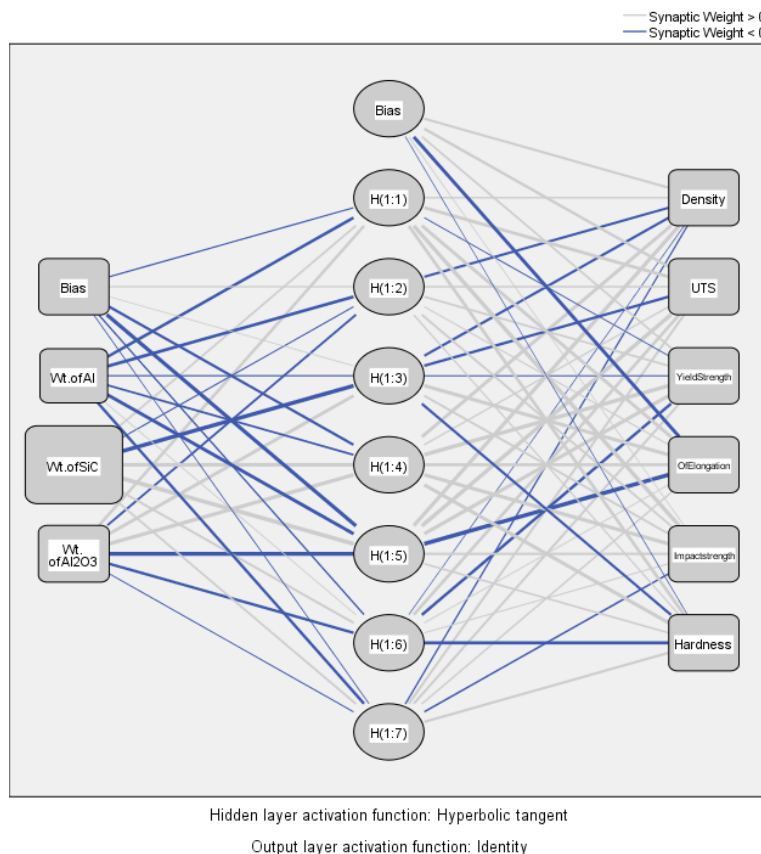 Synaptic Weight > 0
Synaptic Weight < 0
Bias
H(1:1)
Density
H(1:2)
Bias
UTS
H(1:3)
Wt.ofAl
YieldStrength
H(1:4)
Wt.ofSiC
OfElongation
H(1:5)
Wt.
ofAl2O3
Impactstrength
H(1:6)
Hardness
H(1:7)
Hidden layer activation function: Hyperbolic tangent
Output layer activation function: Identity